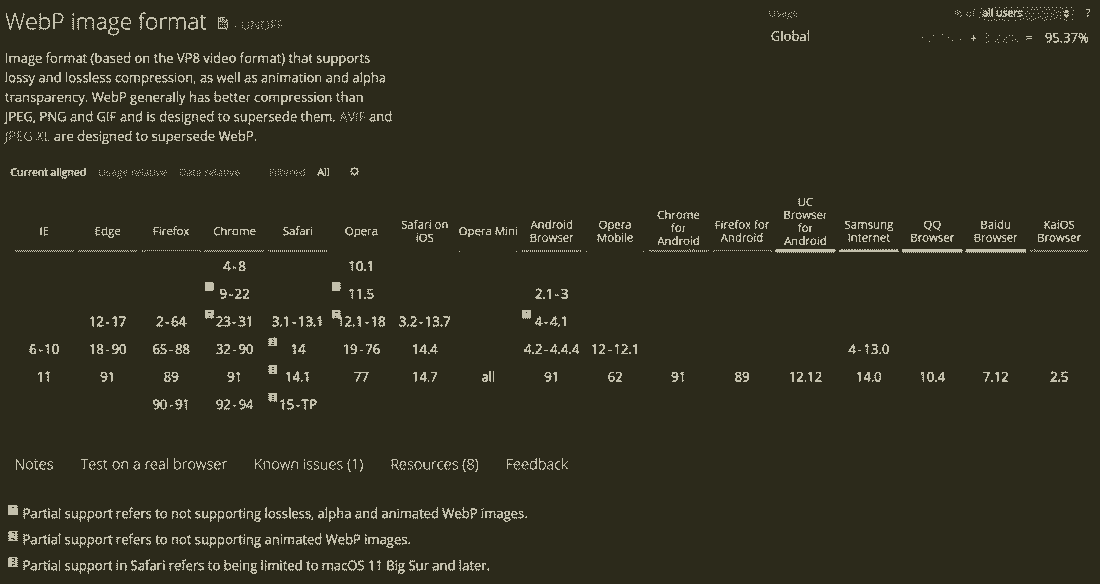 WebP image format - UNOFF
Usage % of all users ?
Global + = 95.37%
Image format (based on the VP8 video format) that supports
lossy and lossless compression, as well as animation and alpha
transparency. WebP generally has better compression than
JPEG, PNG and GIF and is designed to supersede them. AVIF and
JPEG XL are designed to supersede WebP.
Current aligned Usage relative Date relative Filtered All
IE Edge Firefox Chrome Safari Opera Safari on iOS Opera Mini Android Browser Opera Mobile Chrome for Android Firefox for Android UC Browser for Android Samsung Internet QQ Browser Baidu Browser KaiOS Browser
4-8 10.1
9-22 11.5 2.1-3
12-17 2-64 23-31 3.1-13.1 12.1-18 3.2-13.7 4-4.1
6-10 18-90 65-88 32-90 14 19-76 14.4 4.2-4.4.4 12-12.1 4-13.0
11 91 89 91 14.1 77 14.7 all 91 62 91 89 12.12 14.0 10.4 7.12 2.5
90-91 92-94 15-TP
Notes Test on a real browser Known issues (1) Resources (8) Feedback
Partial support refers to not supporting lossless, alpha and animated WebP images.
Partial support refers to not supporting animated WebP images.
Partial support in Safari refers to being limited to macOS 11 Big Sur and later.